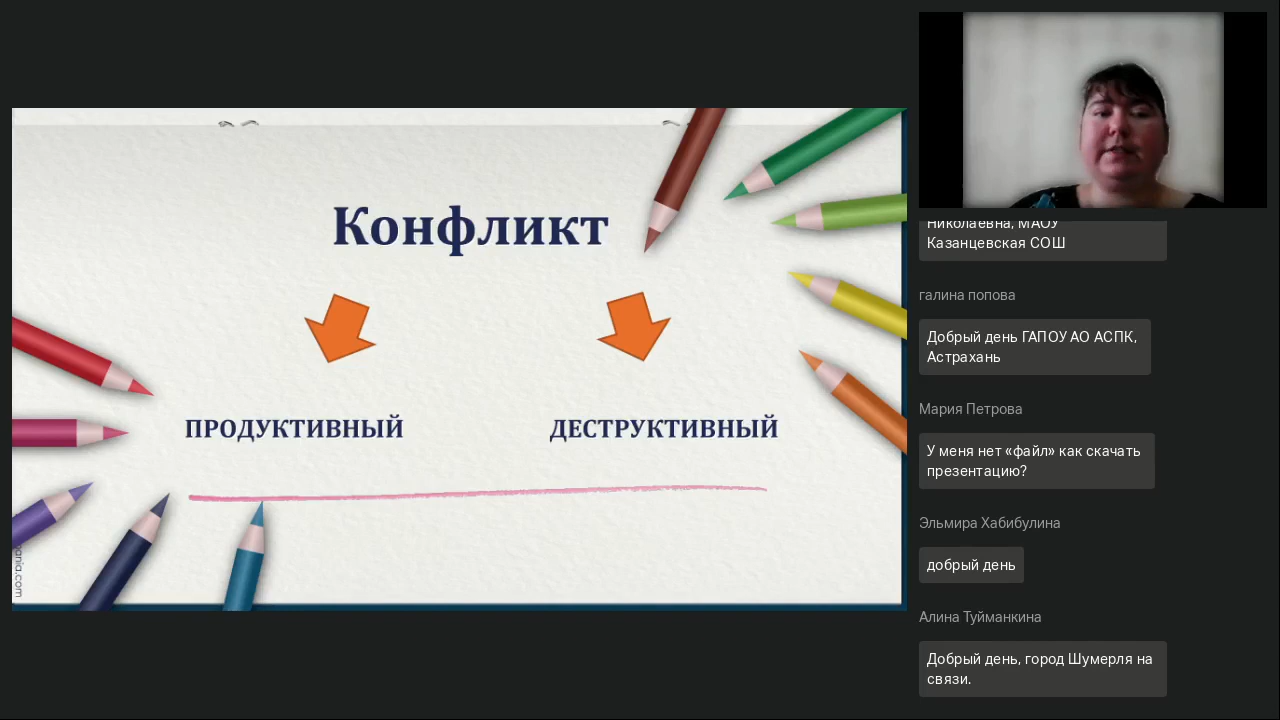 Конфликт
ПРОДУКТИВНЫЙ
ДЕСТРУКТИВНЫЙ
Николаевна, МАОУ
Казанцевская СОШ
галина попова
Добрый день ГАПОУ АО АСПК,
Астрахань
Мария Петрова
У меня нет «файл» как скачать
презентацию?
Эльмира Хабибулина
добрый день
Алина Туйманкина
Добрый день, город Шумерля на
связи.